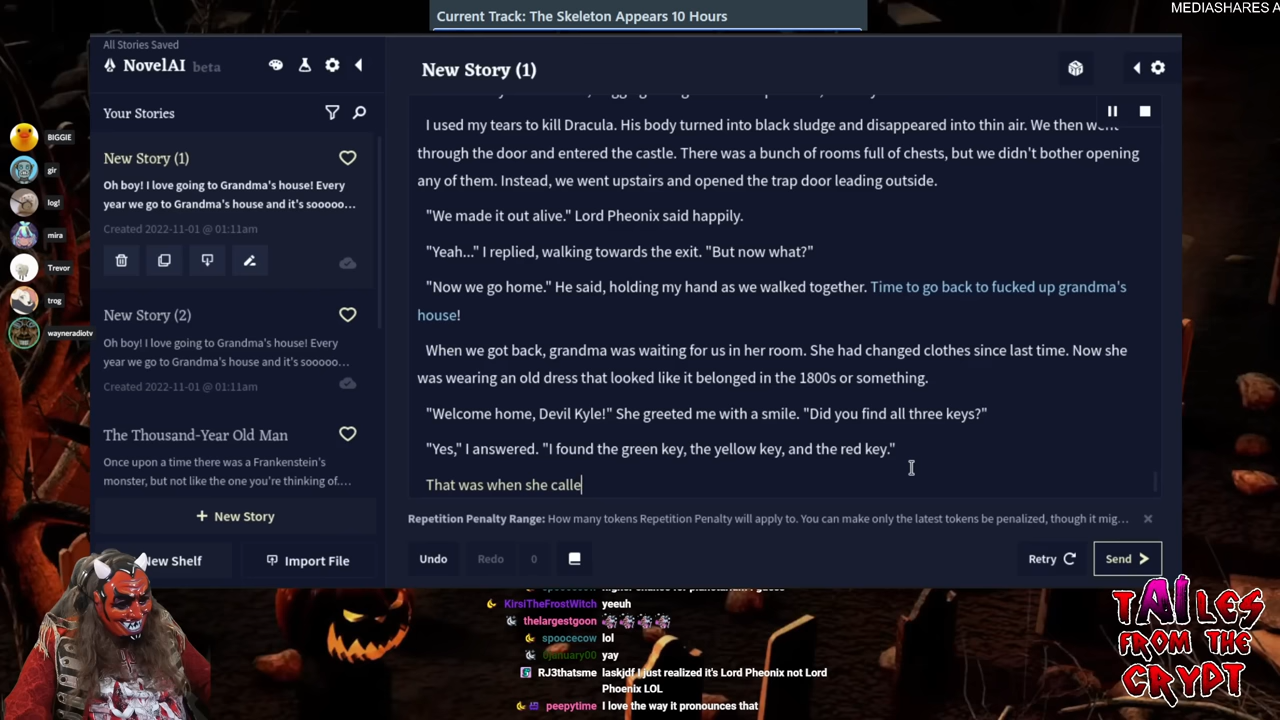 Current Track: The Skeleton Appears 10 Hours
MEDIASHARES A
All Stories Saved
NovelAI beta
New Story (1)
Your Stories
BIGGIE
gir
log!
mira
Trevor
trog
wayneradiotv
New Story (1)
Oh boy! I love going to Grandma's house! Every
year we go to Grandma's house and it's sooooo...
Created 2022-11-01 @ 01:11am
New Story (2)
Oh boy! I love going to Grandma's house! Every
year we go to Grandma's house and it's sooooo...
Created 2022-11-01 @ 01:11am
The Thousand-Year Old Man
Once upon a time there was a Frankenstein's
monster, but not like the one you're thinking of....
+ New Story
New Shelf
Import File
I used my tears to kill Dracula. His body turned into black sludge and disappeared into thin air. We then went
through the door and entered the castle. There was a bunch of rooms full of chests, but we didn't bother opening
any of them. Instead, we went upstairs and opened the trap door leading outside.
"We made it out alive." Lord Pheonix said happily.
"Yeah..." I replied, walking towards the exit. "But now what?"
"Now we go home." He said, holding my hand as we walked together. Time to go back to fucked up grandma's
house!
When we got back, grandma was waiting for us in her room. She had changed clothes since last time. Now she
was wearing an old dress that looked like it belonged in the 1800s or something.
"Welcome home, Devil Kyle!" She greeted me with a smile. "Did you find all three keys?"
"Yes," I answered. "I found the green key, the yellow key, and the red key."
That was when she calle
Repetition Penalty Range: How many tokens Repetition Penalty will apply to. You can make only the latest tokens be penalized, though it mig...
Undo
Redo
0
Retry
Send
KirsiTheFrostWitch yeeuh
thelargestgoon
spoocecow lol
0january00 yay
RJ3thatsme laskjdf I just realized it's Lord Pheonix not Lord
Phoenix LOL
peepytime I love the way it pronounces that
TAILES
FROM THE
CRYPT